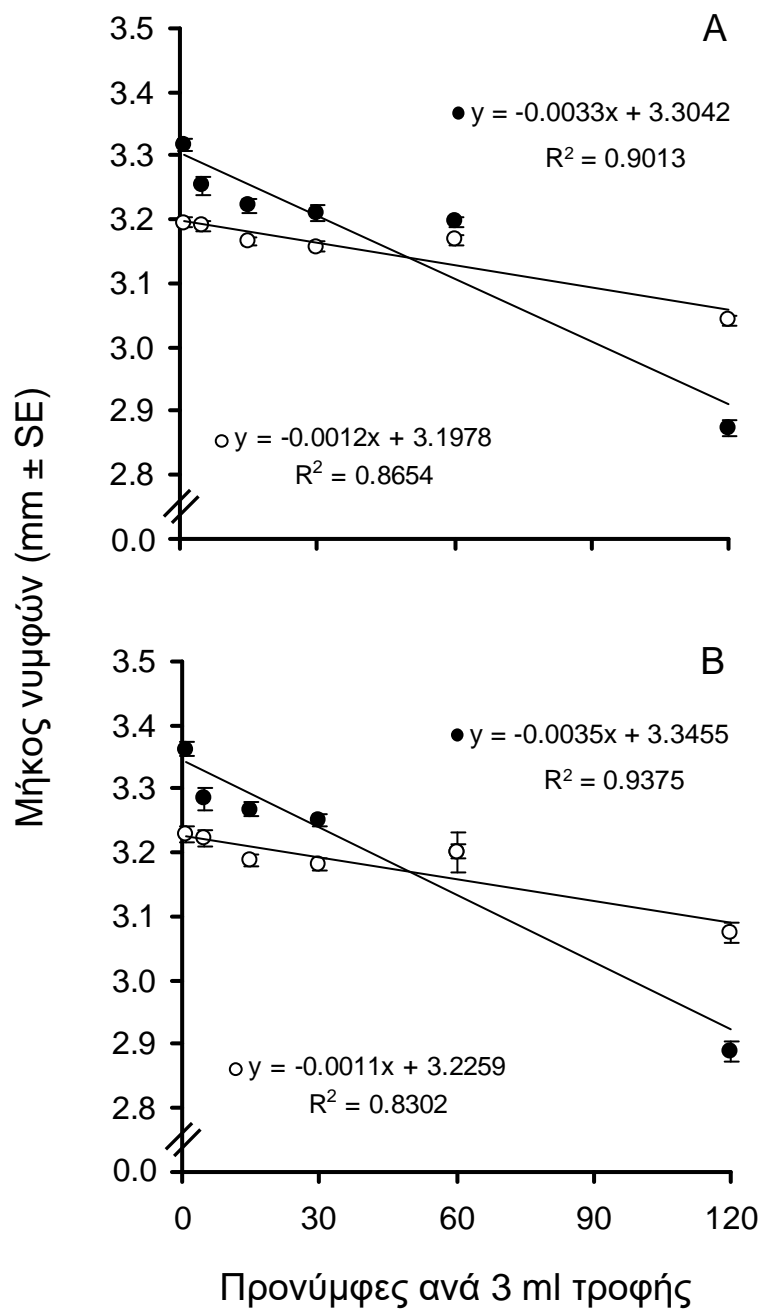 Μήκος νυμφών (mm ± SE)
A
3.5
3.4
3.3
3.2
3.1
3.0
2.9
2.8
0.0
y = -0.0033x + 3.3042
R² = 0.9013
y = -0.0012x + 3.1978
R² = 0.8654
B
3.5
3.4
3.3
3.2
3.1
3.0
2.9
2.8
0.0
y = -0.0035x + 3.3455
R² = 0.9375
y = -0.0011x + 3.2259
R² = 0.8302
0 30 60 90 120
Προνύμφες ανά 3 ml τροφής